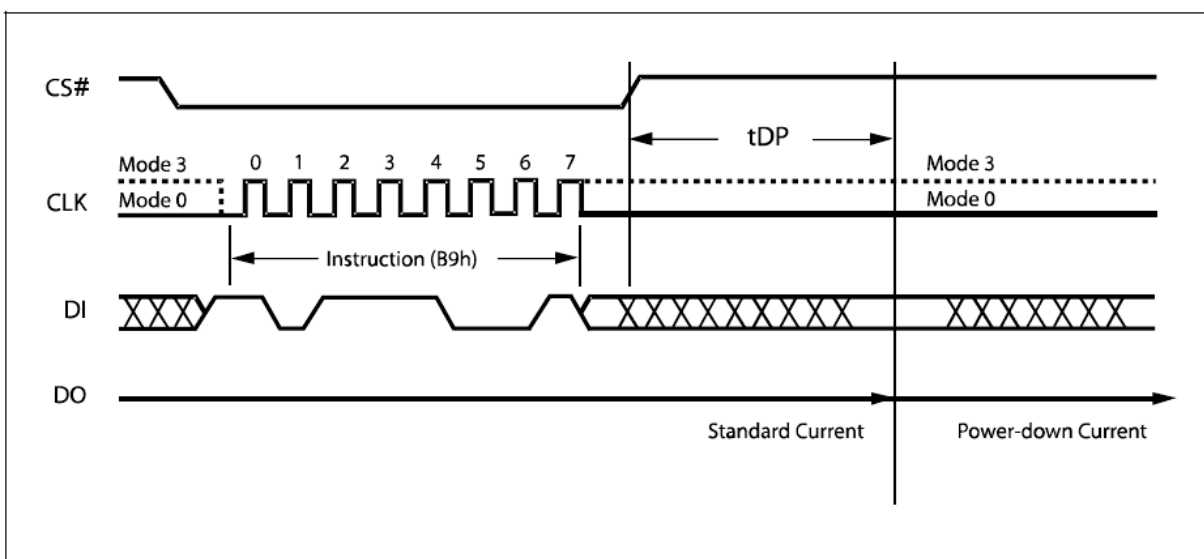 CS#
tDP
Mode 3 0 1 2 3 4 5 6 7 Mode 3
CLK Mode 0 Mode 0
Instruction (B9h)
DI
DO
Standard Current Power-down Current